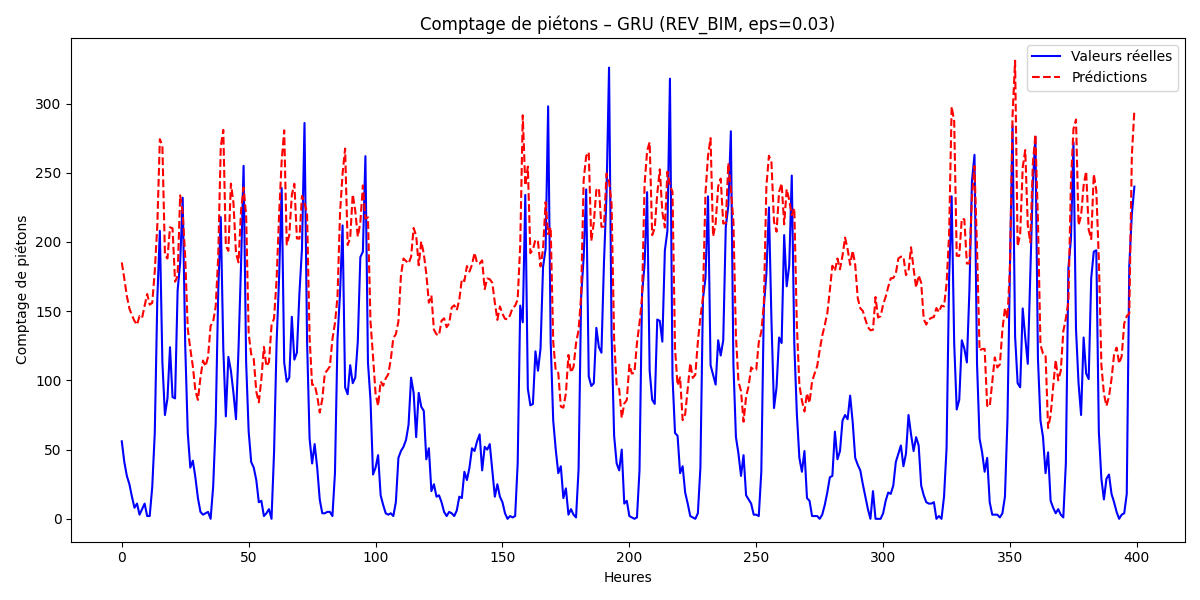 Comptage de piétons – GRU (REV_BIM, eps=0.03)
Valeurs réelles
Prédictions
Comptage de piétons
300
250
200
150
100
50
0
0 50 100 150 200 250 300 350 400
Heures